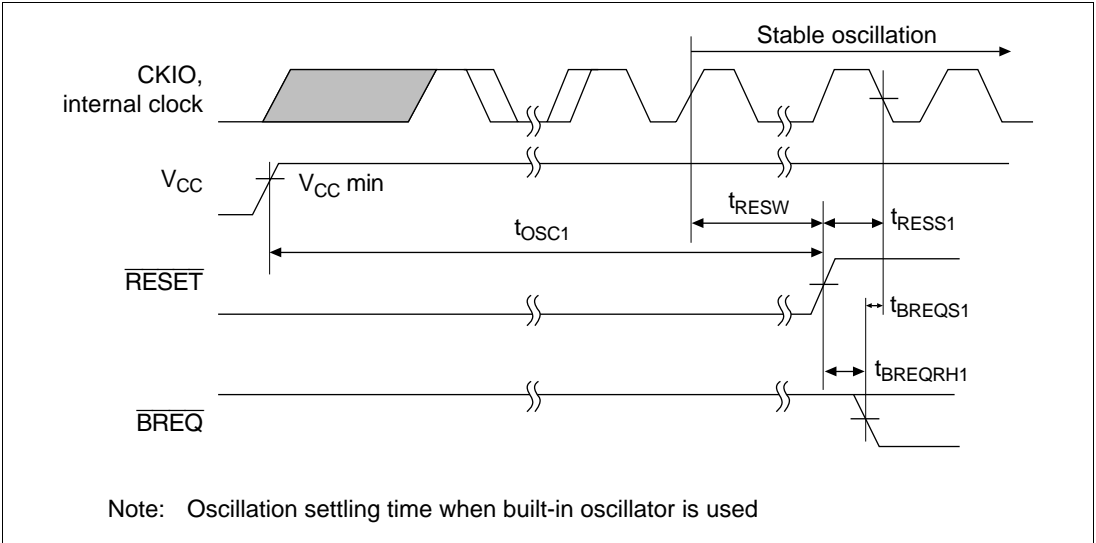 Stable oscillation
CKIO,
internal clock
VCC
VCC min
tRESW
tRESS1
tOSC1
RESET
tBREQS1
tBREQRH1
BREQ
Note: Oscillation settling time when built-in oscillator is used